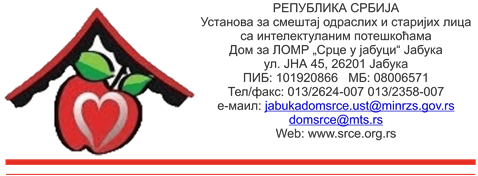 РЕПУБЛИКА СРБИЈА
Установа за смештај одраслих и старијих лица
са интелектуланим потешкоћама
Дом за ЛОМР „Срце у јабуци“ Јабука
ул. ЈНА 45, 26201 Јабука
ПИБ: 101920866 МБ: 08006571
Тел/факс: 013/2624-007 013/2358-007
е-маил: jabukadomsrce.ust@minrzs.gov.rs
domsrce@mts.rs
Web: www.srce.org.rs